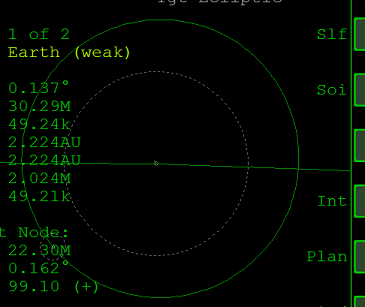 Tgt Ecliptic
1 of 2
Slf
Earth (weak)
0.137°
Soi
30.29M
49.24k
2.224AU
2.224AU
2.024M
49.21k
Int
t Node:
22.30M
Plan
0.162°
99.10 (+)